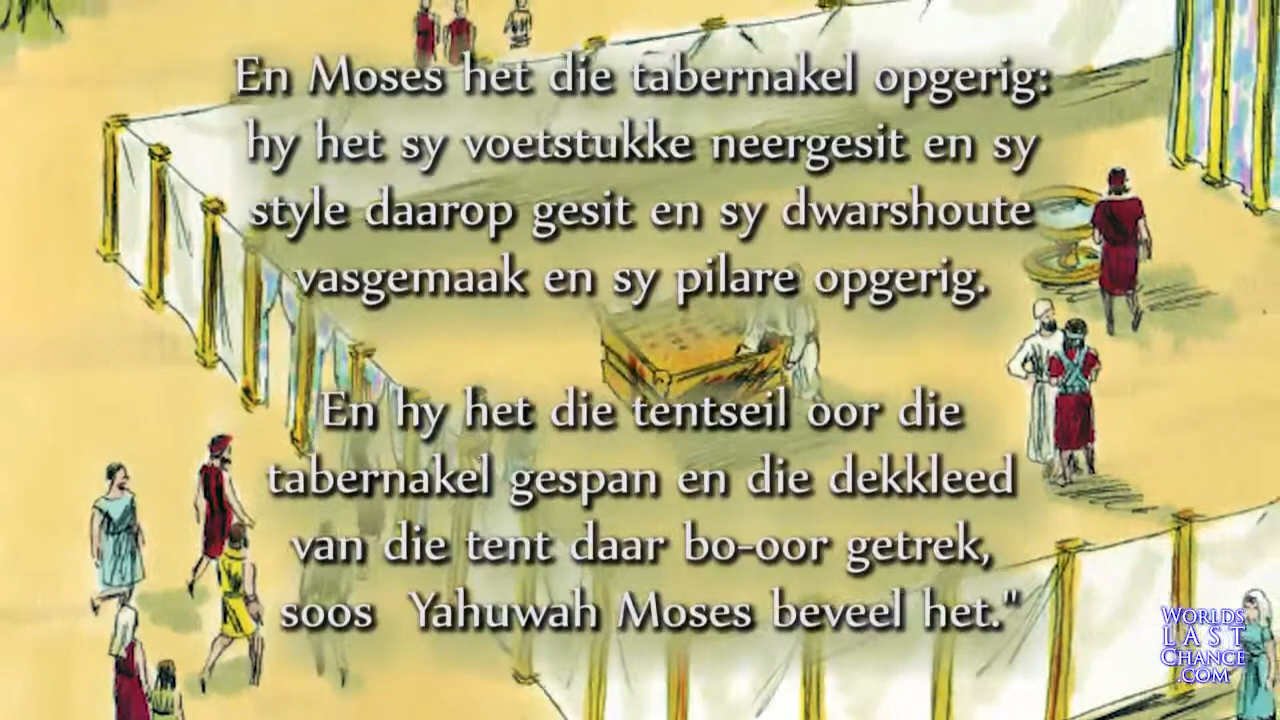 En Moses het die tabernakel opgerig:
hy het sy voetstukke neergesit en sy
style daarop gesit en sy dwarshoute
vasgemaak en sy pilare opgerig.
En hy het die tentseil oor die
tabernakel gespan en die dekkleed
van die tent daar bo-oor getrek,
soos Yahuwah Moses beveel het."
WORLDS
LAST
CHANCE
.COM